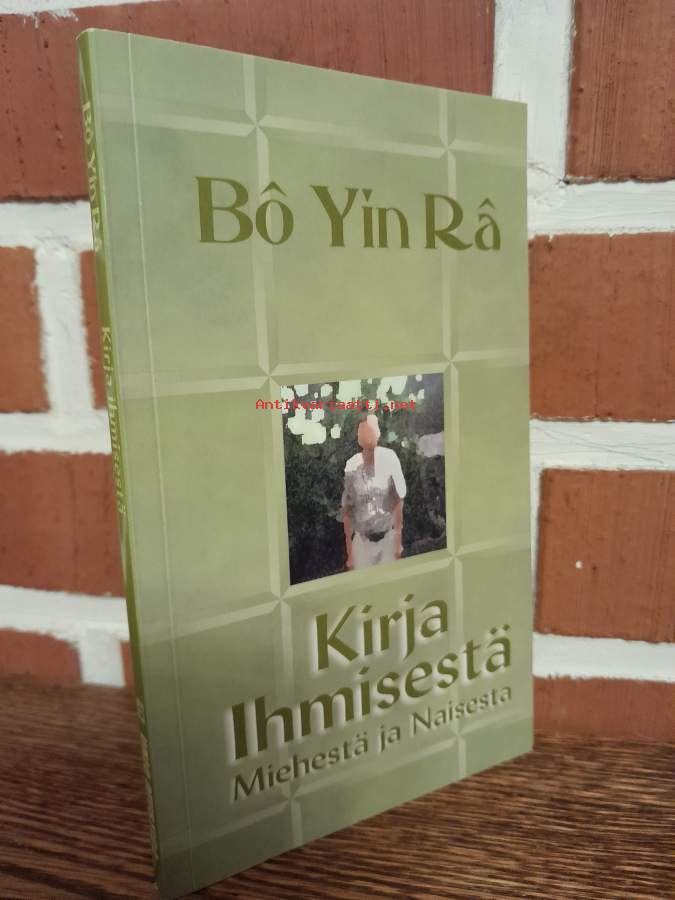 Bô Yin Râ
Antikvariaatti.net
Kirja
Ihmisestä
Miehestä ja Naisesta
Bô Yin Râ
Kirja Ihmisestä